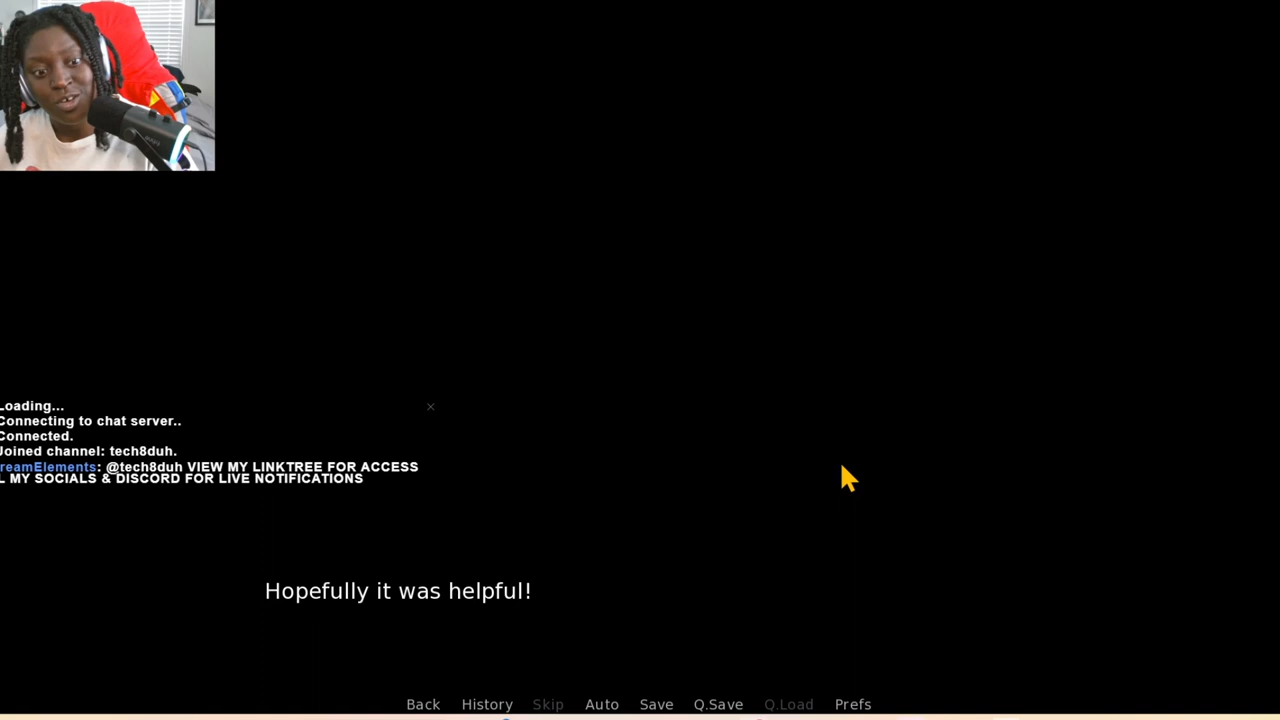 Loading...
Connecting to chat server..
Connected.
Joined channel: tech8duh.
reamElements: @tech8duh VIEW MY LINKTREE FOR ACCESS
L MY SOCIALS & DISCORD FOR LIVE NOTIFICATIONS
Hopefully it was helpful!
Back History Skip Auto Save Q.Save Q.Load Prefs